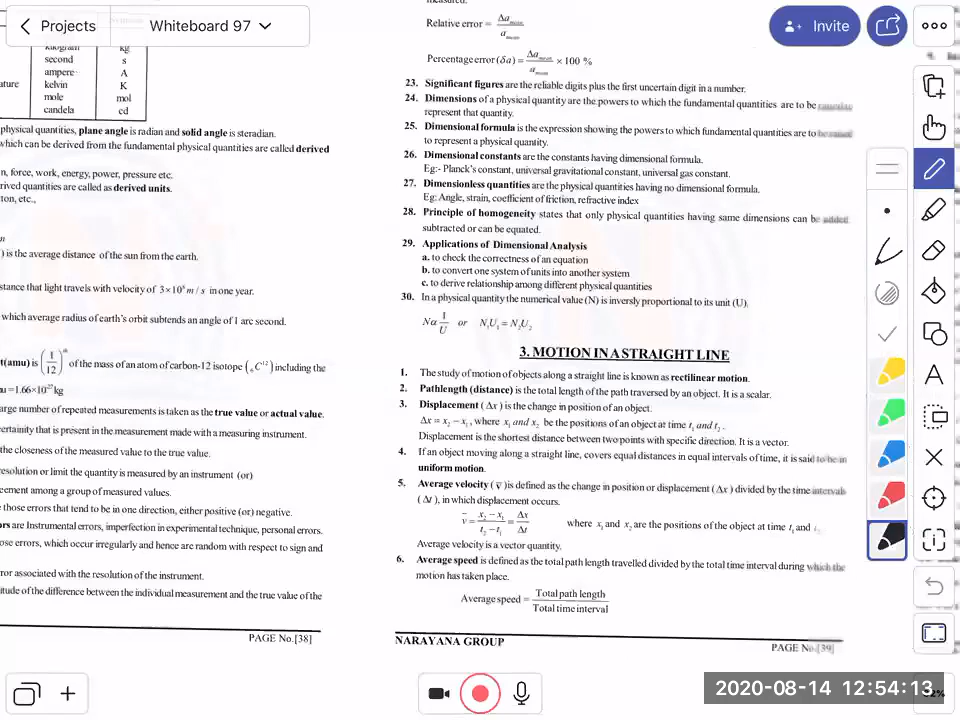 Projects
Whiteboard 97
Invite
kilogram kg
second s
ampere A
ature kelvin K
mole mol
candela cd
physical quantities, plane angle is radian and solid angle is steradian.
which can be derived from the fundamental physical quantities are called derived
n, force, work, energy, power, pressure etc.
rived quantities are called as derived units.
ton, etc.,
n
) is the average distance of the sun from the earth.
stance that light travels with velocity of 3×10⁸ m / s in one year.
which average radius of earth's orbit subtends an angle of 1 arc second.
t(amu) is (1/12)ᵗʰ of the mass of an atom of carbon-12 isotope (₆C¹²) including the
u =1.66×10⁻²⁷kg
arge number of repeated measurements is taken as the true value or actual value.
certainty that is present in the measurement made with a measuring instrument.
the closeness of the measured value to the true value.
resolution or limit the quantity is measured by an instrument (or)
eement among a group of measured values.
those errors that tend to be in one direction, either positive (or) negative.
ors are Instrumental errors, imperfection in experimental technique, personal errors.
ose errors, which occur irregularly and hence are random with respect to sign and
ror associated with the resolution of the instrument.
itude of the difference between the individual measurement and the true value of the
PAGE No.[38]
measured.
Relative error = Δa mean / a mean
Percentage error (δa) = Δa mean / a mean × 100 %
23. Significant figures are the reliable digits plus the first uncertain digit in a number.
24. Dimensions of a physical quantity are the powers to which the fundamental quantities are to be
represent that quantity.
25. Dimensional formula is the expression showing the powers to which fundamental quantities are to be raised
to represent a physical quantity.
26. Dimensional constants are the constants having dimensional formula.
Eg:- Planck's constant, universal gravitational constant, universal gas constant.
27. Dimensionless quantities are the physical quantities having no dimensional formula.
Eg: Angle, strain, coefficient of friction, refractive index
28. Principle of homogeneity states that only physical quantities having same dimensions can be added
subtracted or can be equated.
29. Applications of Dimensional Analysis
a. to check the correctness of an equation
b. to convert one system of units into another system
c. to derive relationship among different physical quantities
30. In a physical quantity the numerical value (N) is inversly proportional to its unit (U).
Nα 1/U or N₁U₁ = N₂U₂
3. MOTION IN A STRAIGHT LINE
1. The study of motion of objects along a straight line is known as rectilinear motion.
2. Pathlength (distance) is the total length of the path traversed by an object. It is a scalar.
3. Displacement (Δx) is the change in position of an object.
Δx = x₂ − x₁, where x₁ and x₂ be the positions of an object at time t₁ and t₂.
Displacement is the shortest distance between two points with specific direction. It is a vector.
4. If an object moving along a straight line, covers equal distances in equal intervals of time, it is said to be in
uniform motion.
5. Average velocity (v̄) is defined as the change in position or displacement (Δx) divided by the time intervals
(Δt), in which displacement occurs.
v̄ = x₂ − x₁ / t₂ − t₁ = Δx / Δt where x₁ and x₂ are the positions of the object at time t₁ and
Average velocity is a vector quantity.
6. Average speed is defined as the total path length travelled divided by the total time interval during which the
motion has taken place.
Average speed = Total path length / Total time interval
NARAYANA GROUP
PAGE No.[39]
2020-08-14 12:54:13